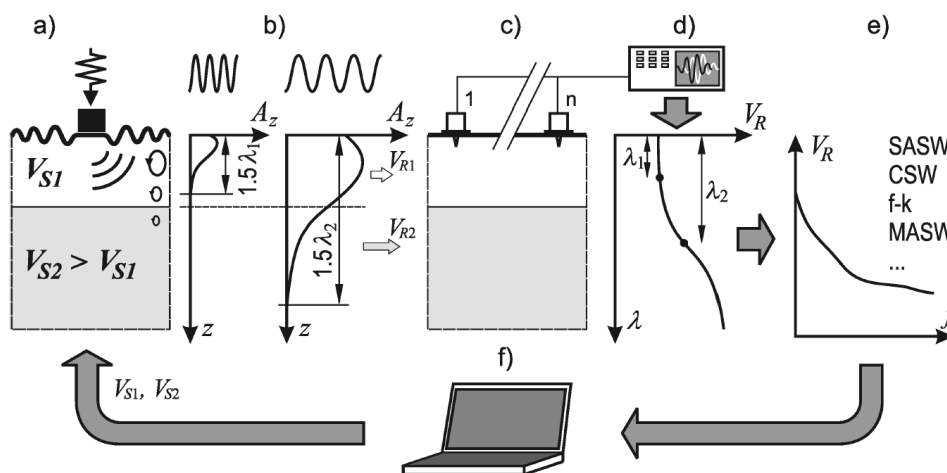 a)
b)
c)
d)
e)
V_S1
V_S2 > V_S1
A_z
1.5λ_1
z
A_z
1.5λ_2
z
V_R1
V_R2
1
n
V_R
λ_1
λ_2
λ
V_R
SASW
CSW
f-k
MASW
...
f)
V_S1, V_S2